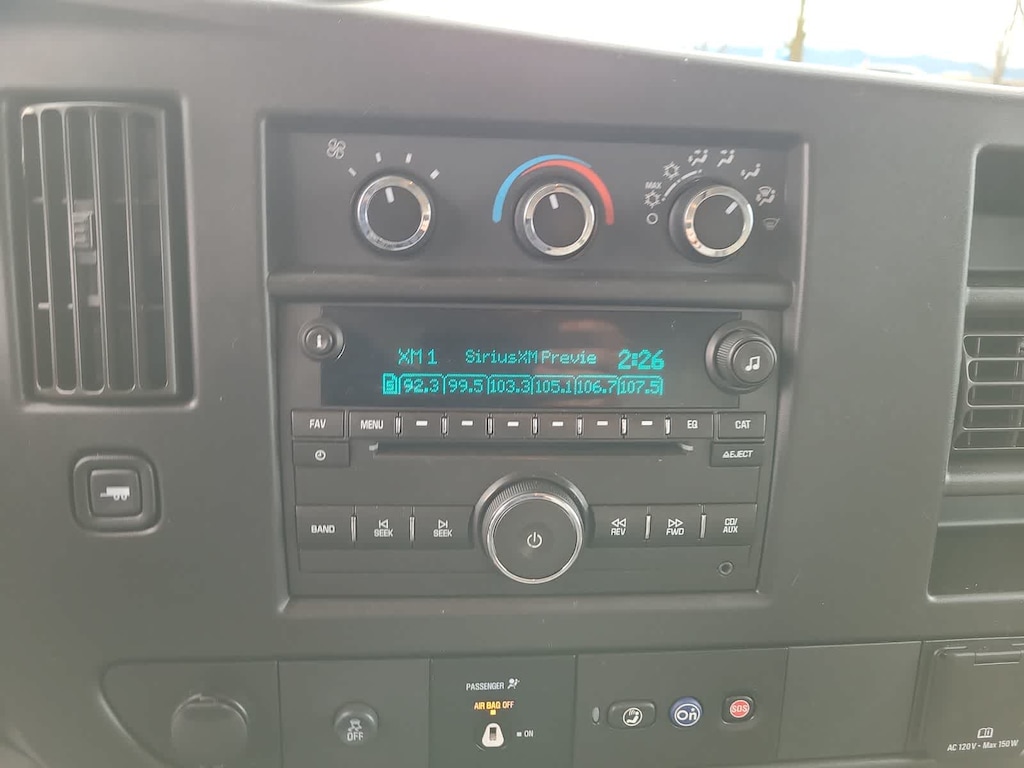 MAX
XM 1 SiriusXM Previe 2:26
92.3 99.5 103.3 105.1 106.7 107.5
FAV MENU EQ CAT
EJECT
BAND SEEK SEEK REV FWD CD/
AUX
PASSENGER
AIR BAG OFF
ON
OFF
On
SOS
AC 120V - Max 150W